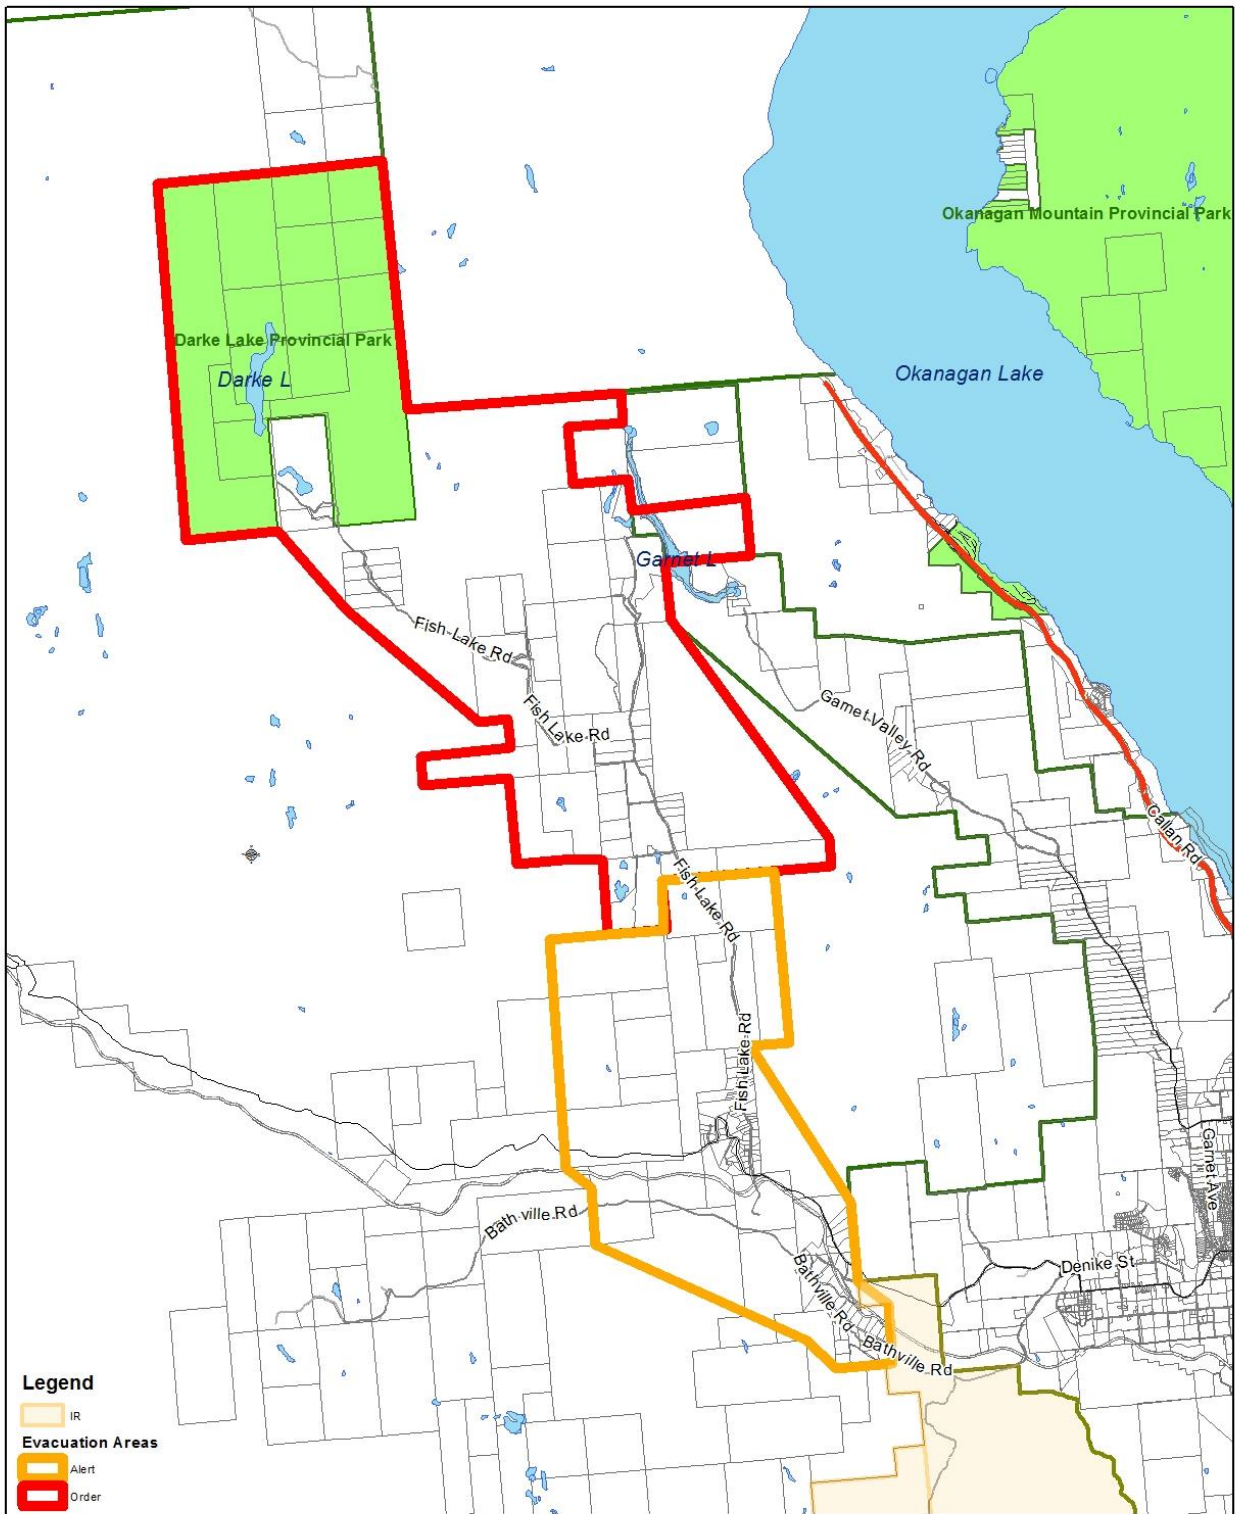 Okanagan Mountain Provincial Park
Darke Lake Provincial Park
Darke L
Okanagan Lake
Garnet L
Fish Lake Rd
Fish Lake Rd
Garnet Valley Rd
Callan Rd
Fish Lake Rd
Fish Lake Rd
Garnet Ave
Bathville Rd
Denike St
Bathville Rd
Bathville Rd
Legend
IR
Evacuation Areas
Alert
Order